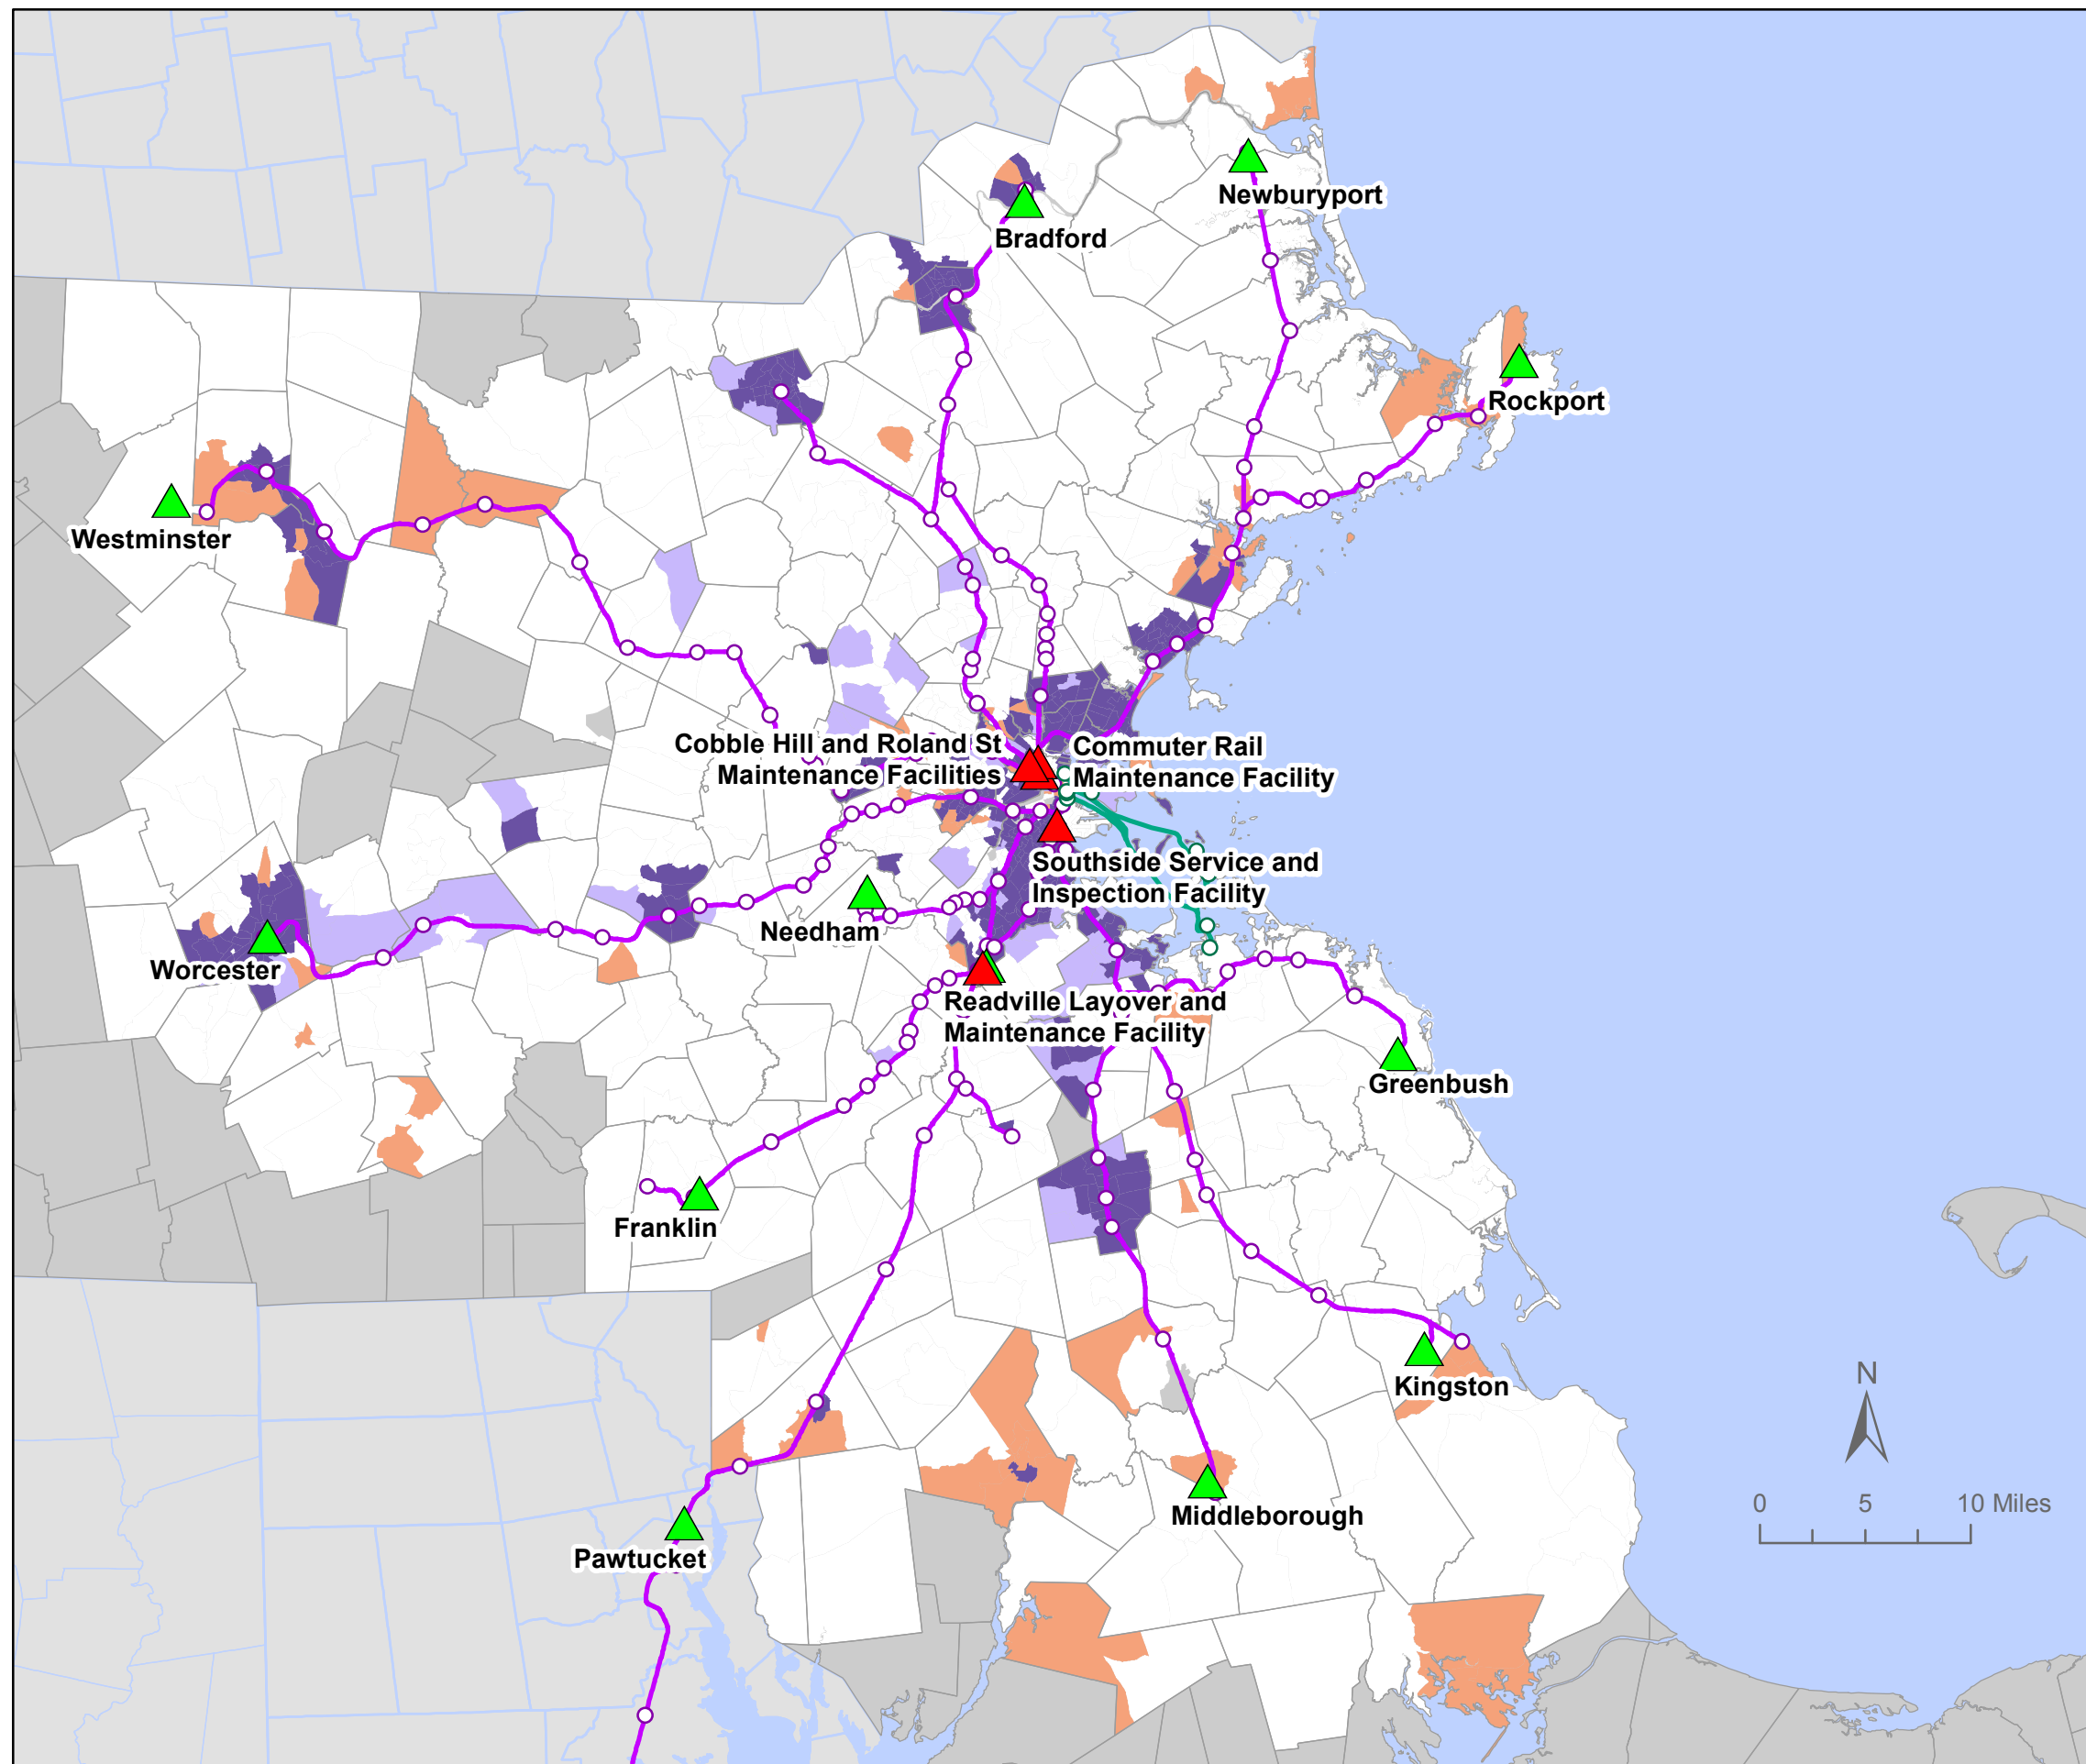 Newburyport
Bradford
Rockport
Westminster
Cobble Hill and Roland St
Maintenance Facilities
Commuter Rail
Maintenance Facility
Southside Service and
Inspection Facility
Needham
Worcester
Readville Layover and
Maintenance Facility
Greenbush
Franklin
Kingston
N
0 5 10 Miles
Middleborough
Pawtucket